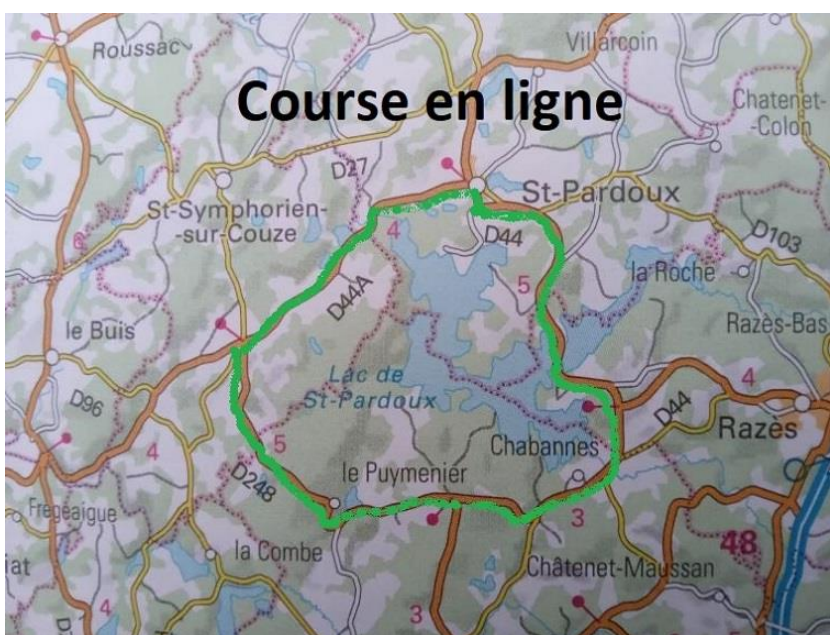 Roussac
Villarcoin
Course en ligne
Chatenet-
-Colon
D27
St-Symphorien-
-sur-Couze
St-Pardoux
6
4
D44
D103
la Roche
5
D44A
le Buis
Razès-Bas
Lac de
St-Pardoux
4
D96
D44
Razès
4
5
Chabannes
D248
le Puymenier
3
Fregeaigue
48
la Combe
iat
Châtenet-Maussan
4
3